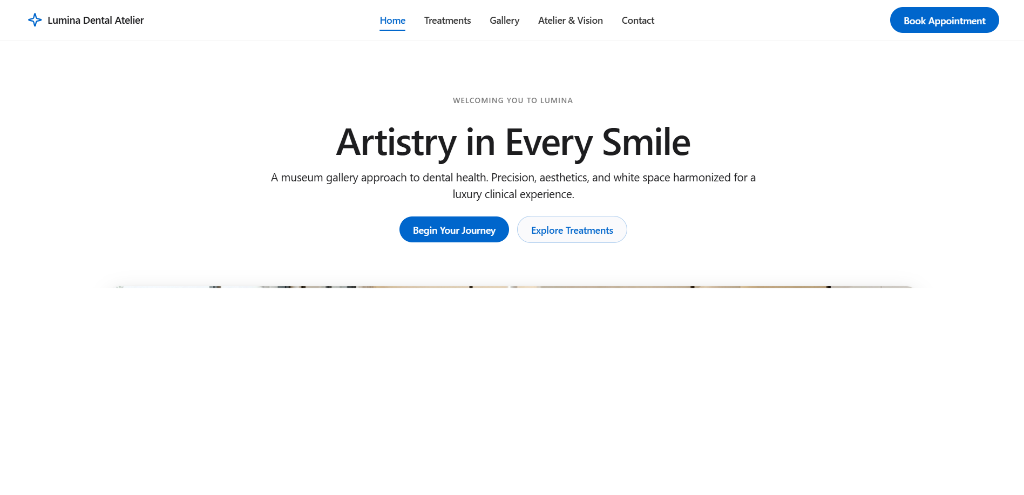 Lumina Dental Atelier
Home
Treatments
Gallery
Atelier & Vision
Contact
Book Appointment
WELCOMING YOU TO LUMINA
Artistry in Every Smile
A museum gallery approach to dental health. Precision, aesthetics, and white space harmonized for a
luxury clinical experience.
Begin Your Journey
Explore Treatments